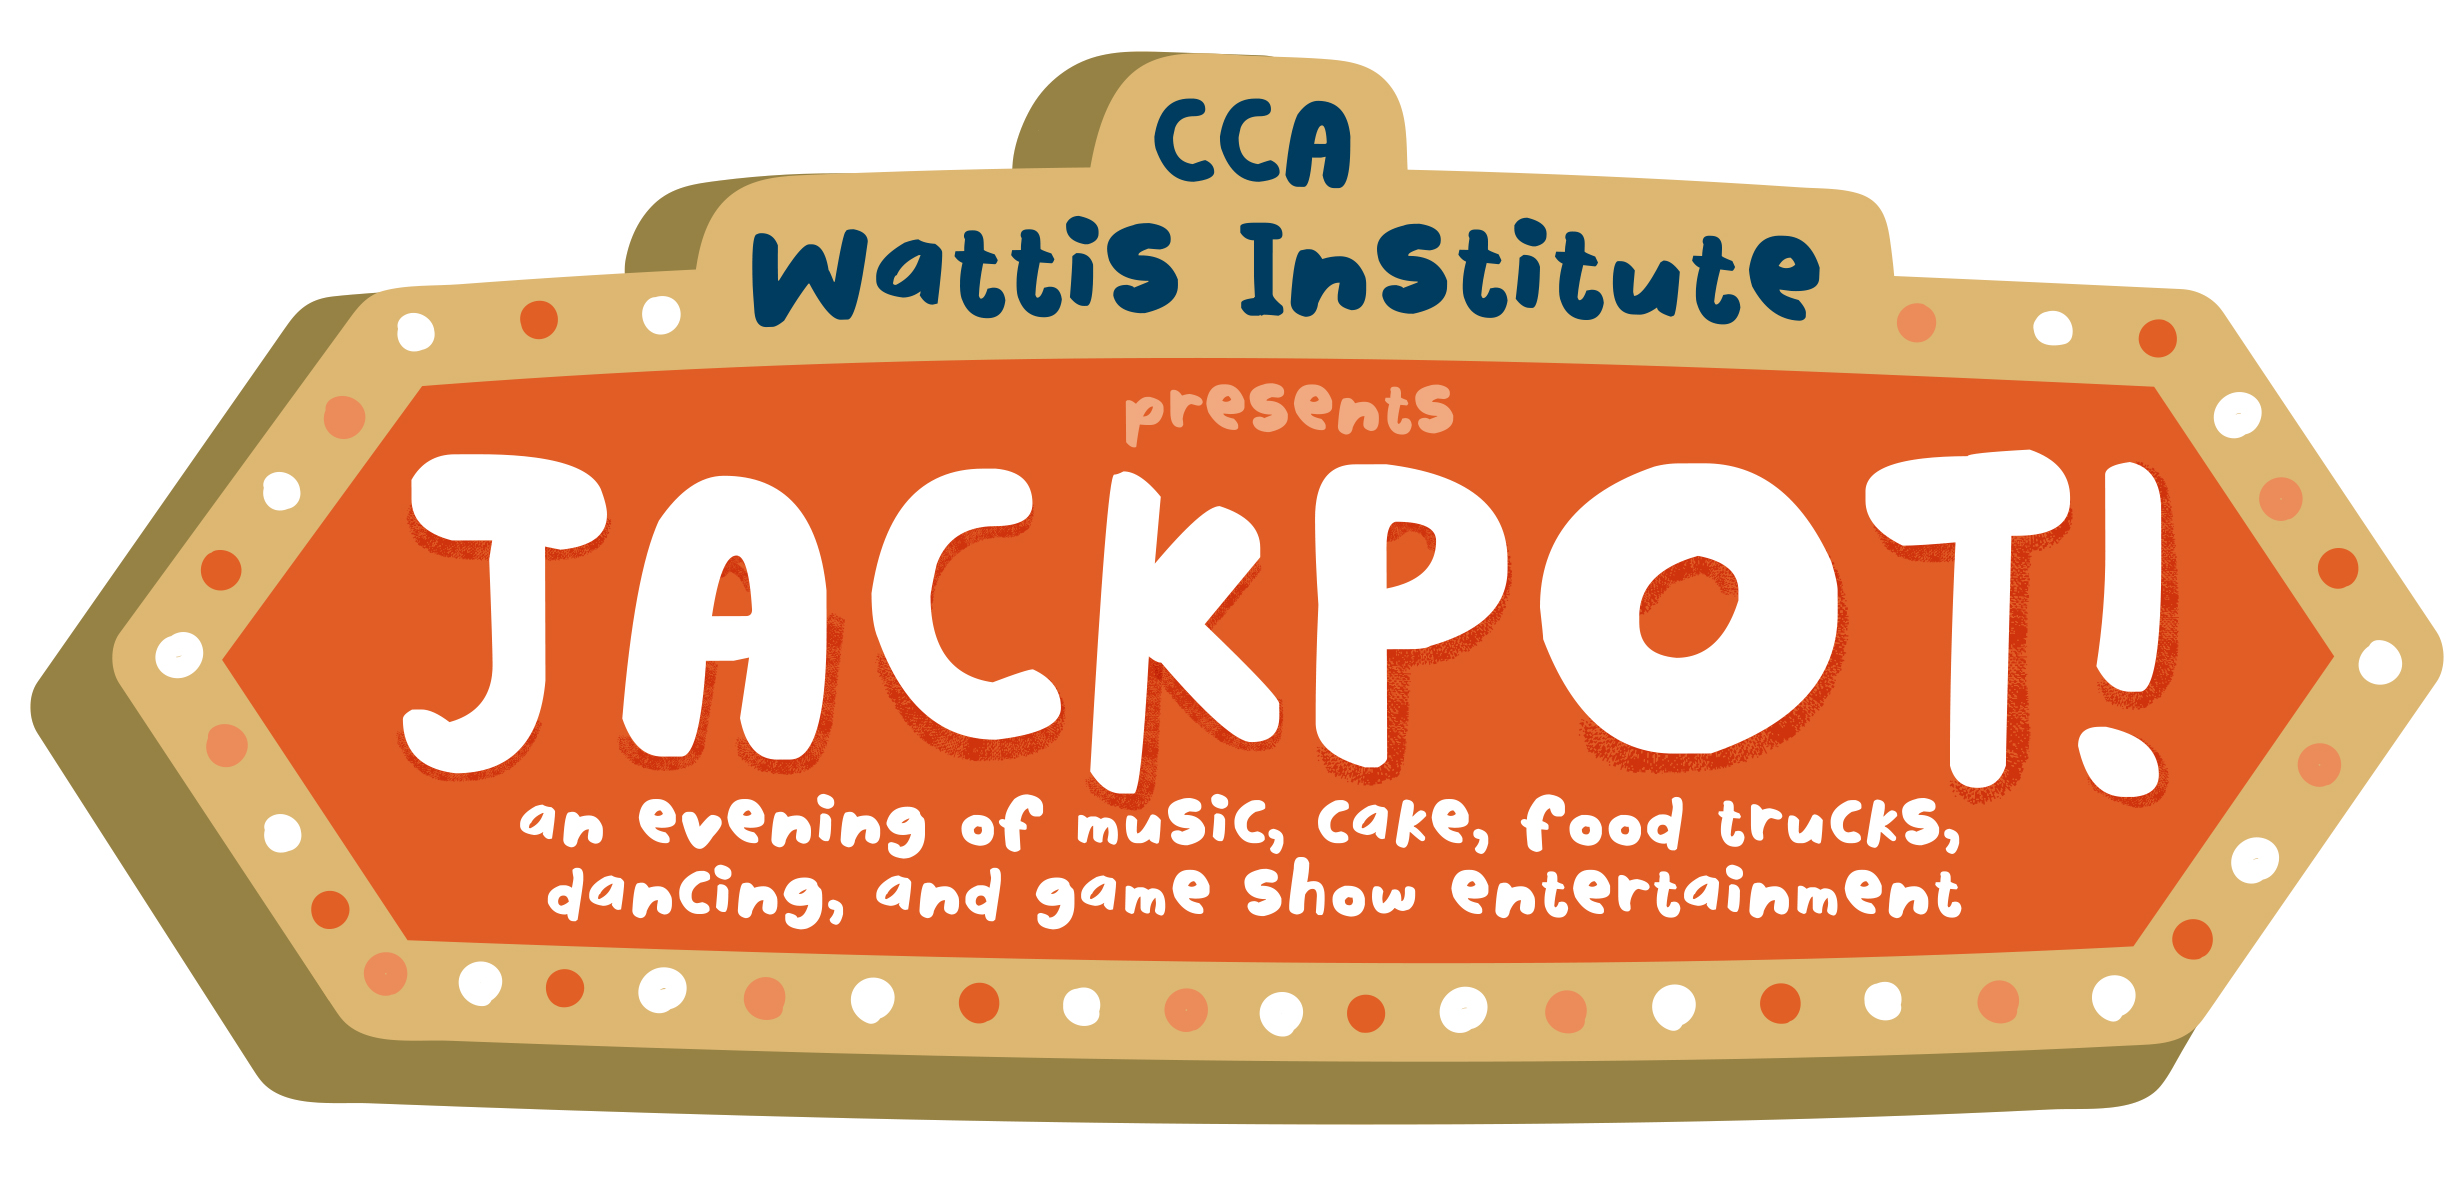 CCA
Wattis Institute
presents
JACKPOT!
an evening of music, cake, food trucks,
dancing, and game show entertainment